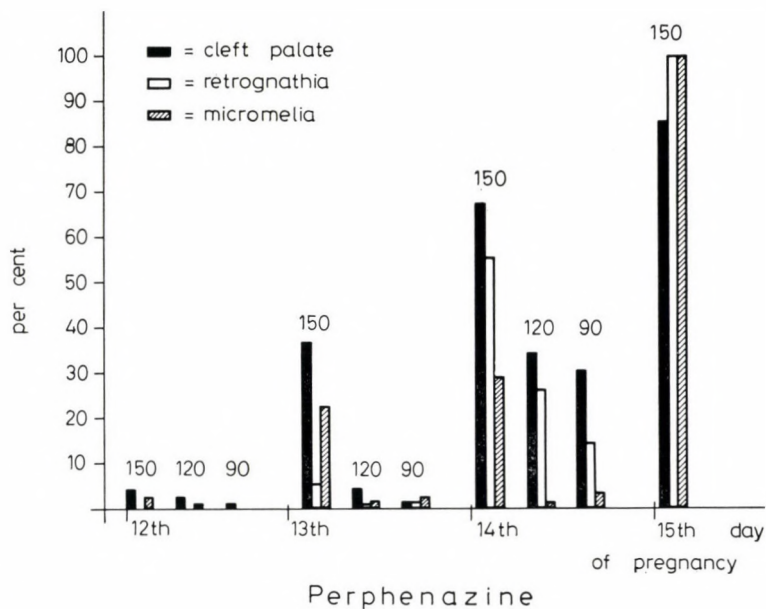 100
90
80
70
60
50
40
30
20
10
per cent
= cleft palate
= retrognathia
= micromelia
150 120 90
150
120 90
150
120 90
150
12th 13th 14th 15th day
of pregnancy
Perphenazine